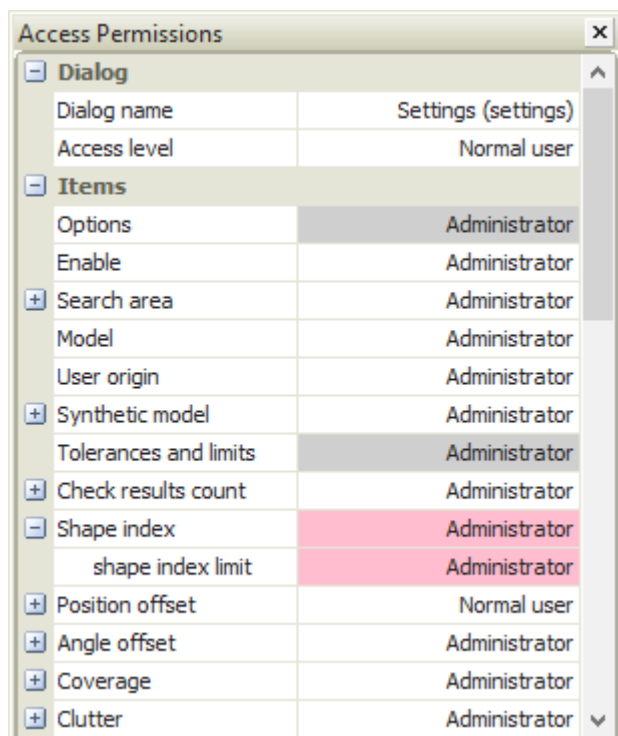 Access Permissions
Dialog
Dialog name Settings (settings)
Access level Normal user
Items
Options Administrator
Enable Administrator
Search area Administrator
Model Administrator
User origin Administrator
Synthetic model Administrator
Tolerances and limits Administrator
Check results count Administrator
Shape index Administrator
shape index limit Administrator
Position offset Normal user
Angle offset Administrator
Coverage Administrator
Clutter Administrator